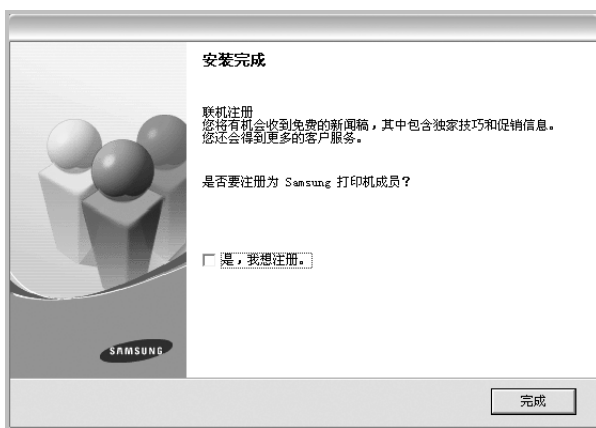 安装完成
联机注册
您将有机会收到免费的新闻稿，其中包含独家技巧和促销信息。
您还会得到更多的客户服务。
是否要注册为 Samsung 打印机成员？
是，我想注册。
SAMSUNG
完成